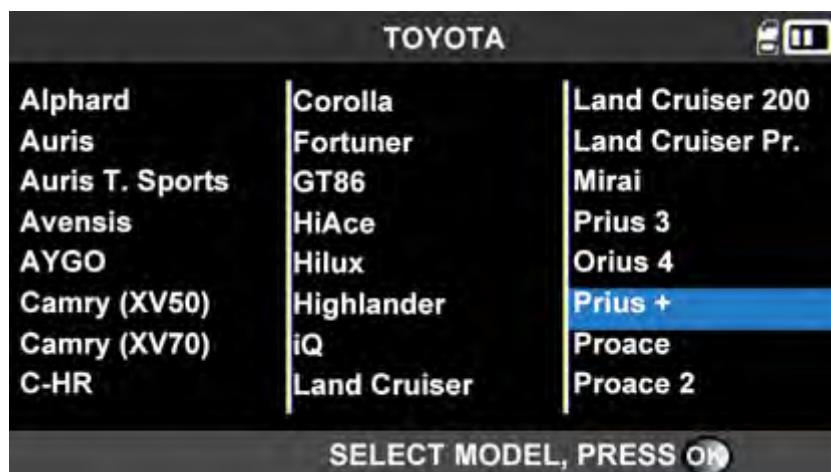 TOYOTA
Alphard
Auris
Auris T. Sports
Avensis
AYGO
Camry (XV50)
Camry (XV70)
C-HR
Corolla
Fortuner
GT86
HiAce
Hilux
Highlander
iQ
Land Cruiser
Land Cruiser 200
Land Cruiser Pr.
Mirai
Prius 3
Orius 4
Prius +
Proace
Proace 2
SELECT MODEL, PRESS OK